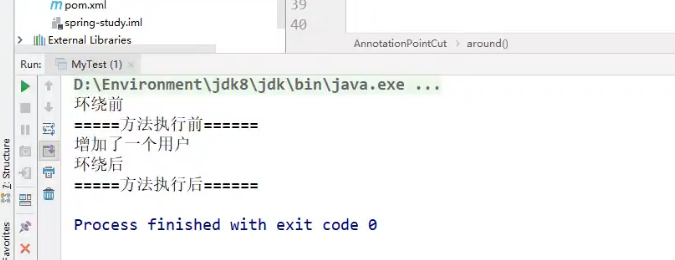 pom.xml
spring-study.iml
External Libraries
39
40
AnnotationPointCut > around()
Run: MyTest (1) ×
D:\Environment\jdk8\jdk\bin\java.exe ...
环绕前
=====方法执行前======
增加了一个用户
环绕后
=====方法执行后======
Process finished with exit code 0
Z: Structure
Favorites